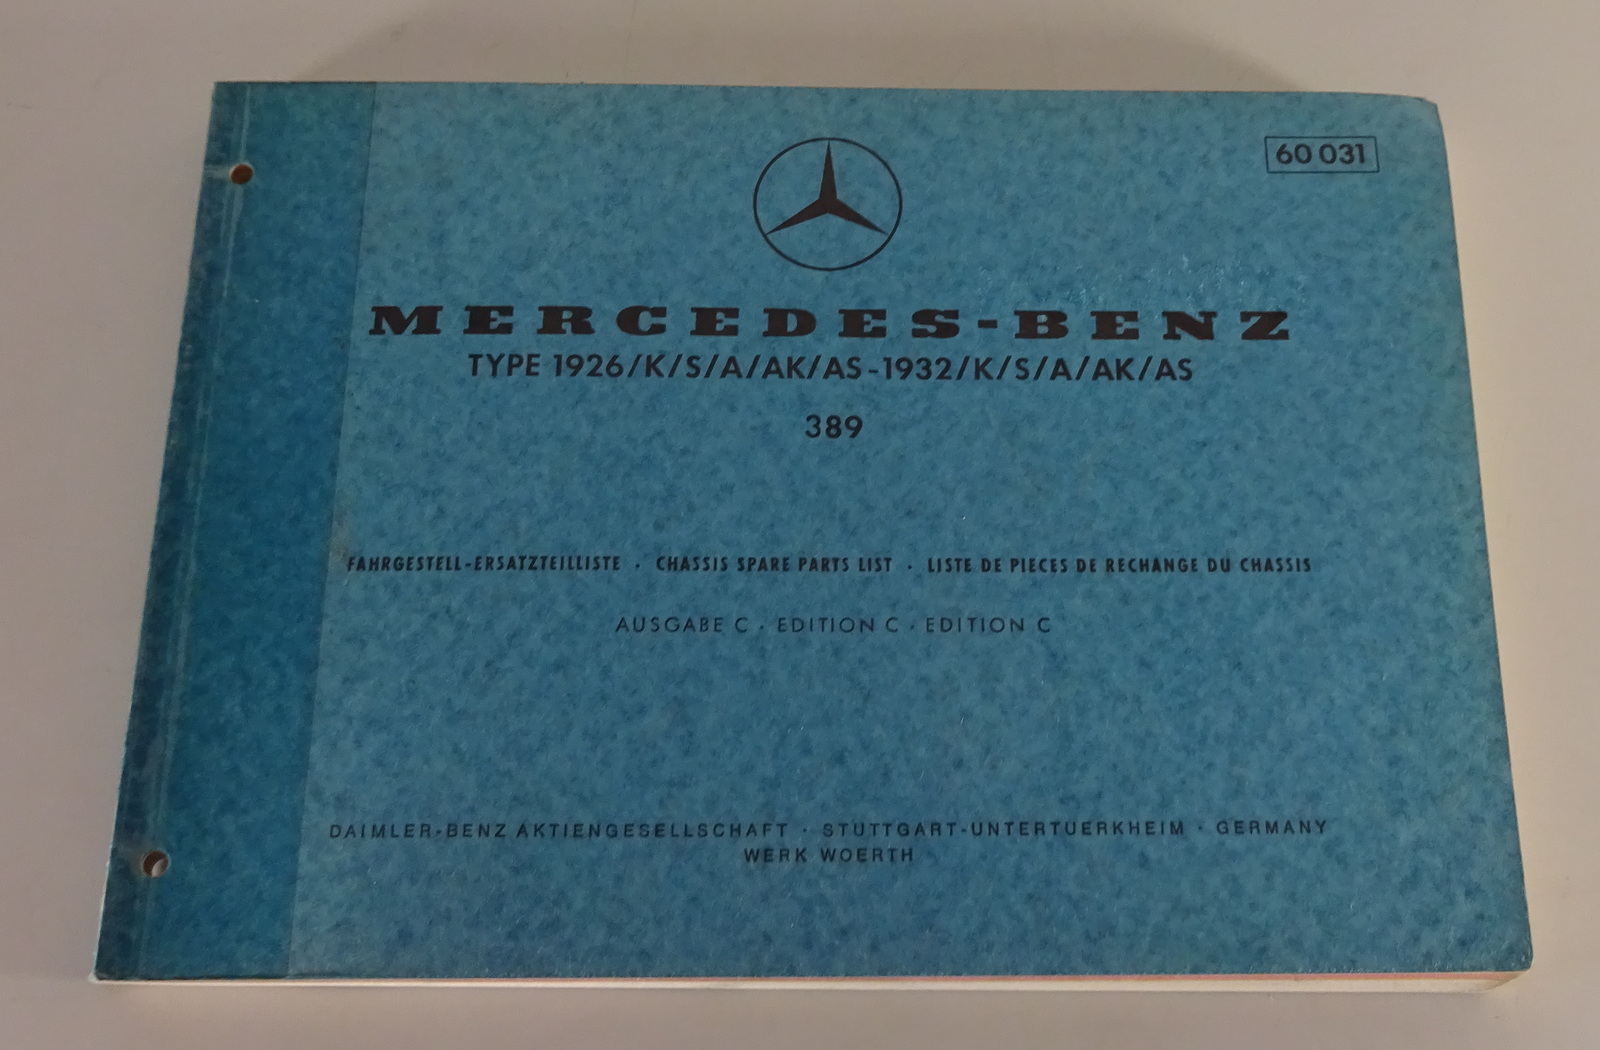 60 031
MERCEDES-BENZ
TYPE 1926/K/S/A/AK/AS-1932/K/S/A/AK/AS
389
FAHRGESTELL-ERSATZTEILLISTE · CHASSIS SPARE PARTS LIST · LISTE DE PIECES DE RECHANGE DU CHASSIS
AUSGABE C · EDITION C · EDITION C
DAIMLER-BENZ AKTIENGESELLSCHAFT · STUTTGART-UNTERTUERKHEIM · GERMANY
WERK WOERTH